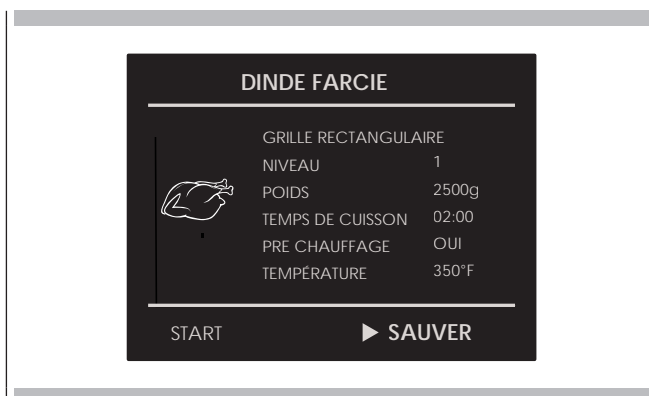 DINDE FARCIE
GRILLE RECTANGULAIRE
NIVEAU 1
POIDS 2500g
TEMPS DE CUISSON 02:00
PRE CHAUFFAGE OUI
TEMPÉRATURE 350°F
START ▶ SAUVER